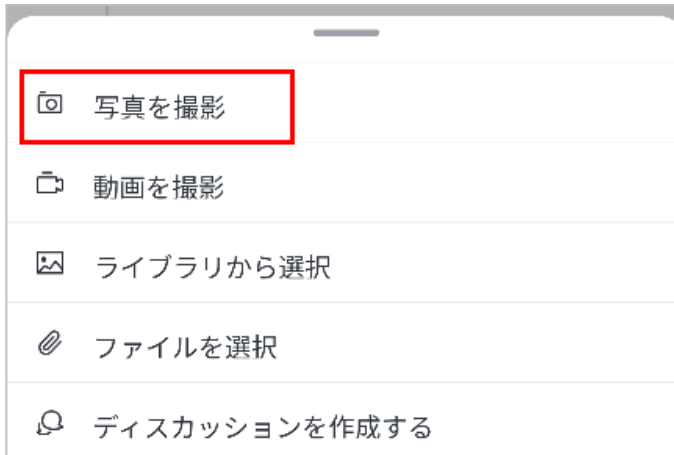 写真を撮影
動画を撮影
ライブラリから選択
ファイルを選択
ディスカッションを作成する